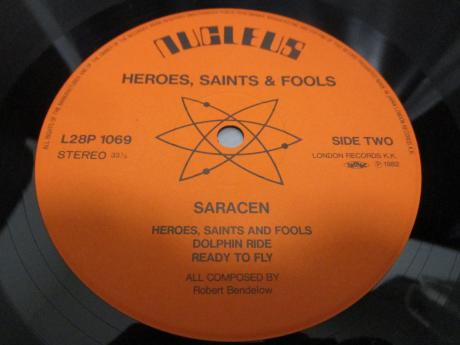 NUCLEUS
HEROES, SAINTS & FOOLS
L28P 1069
STEREO 33⅓
SIDE TWO
LONDON RECORDS K.K.
℗ 1982
SARACEN
HEROES, SAINTS AND FOOLS
DOLPHIN RIDE
READY TO FLY
ALL COMPOSED BY
Robert Bendelow